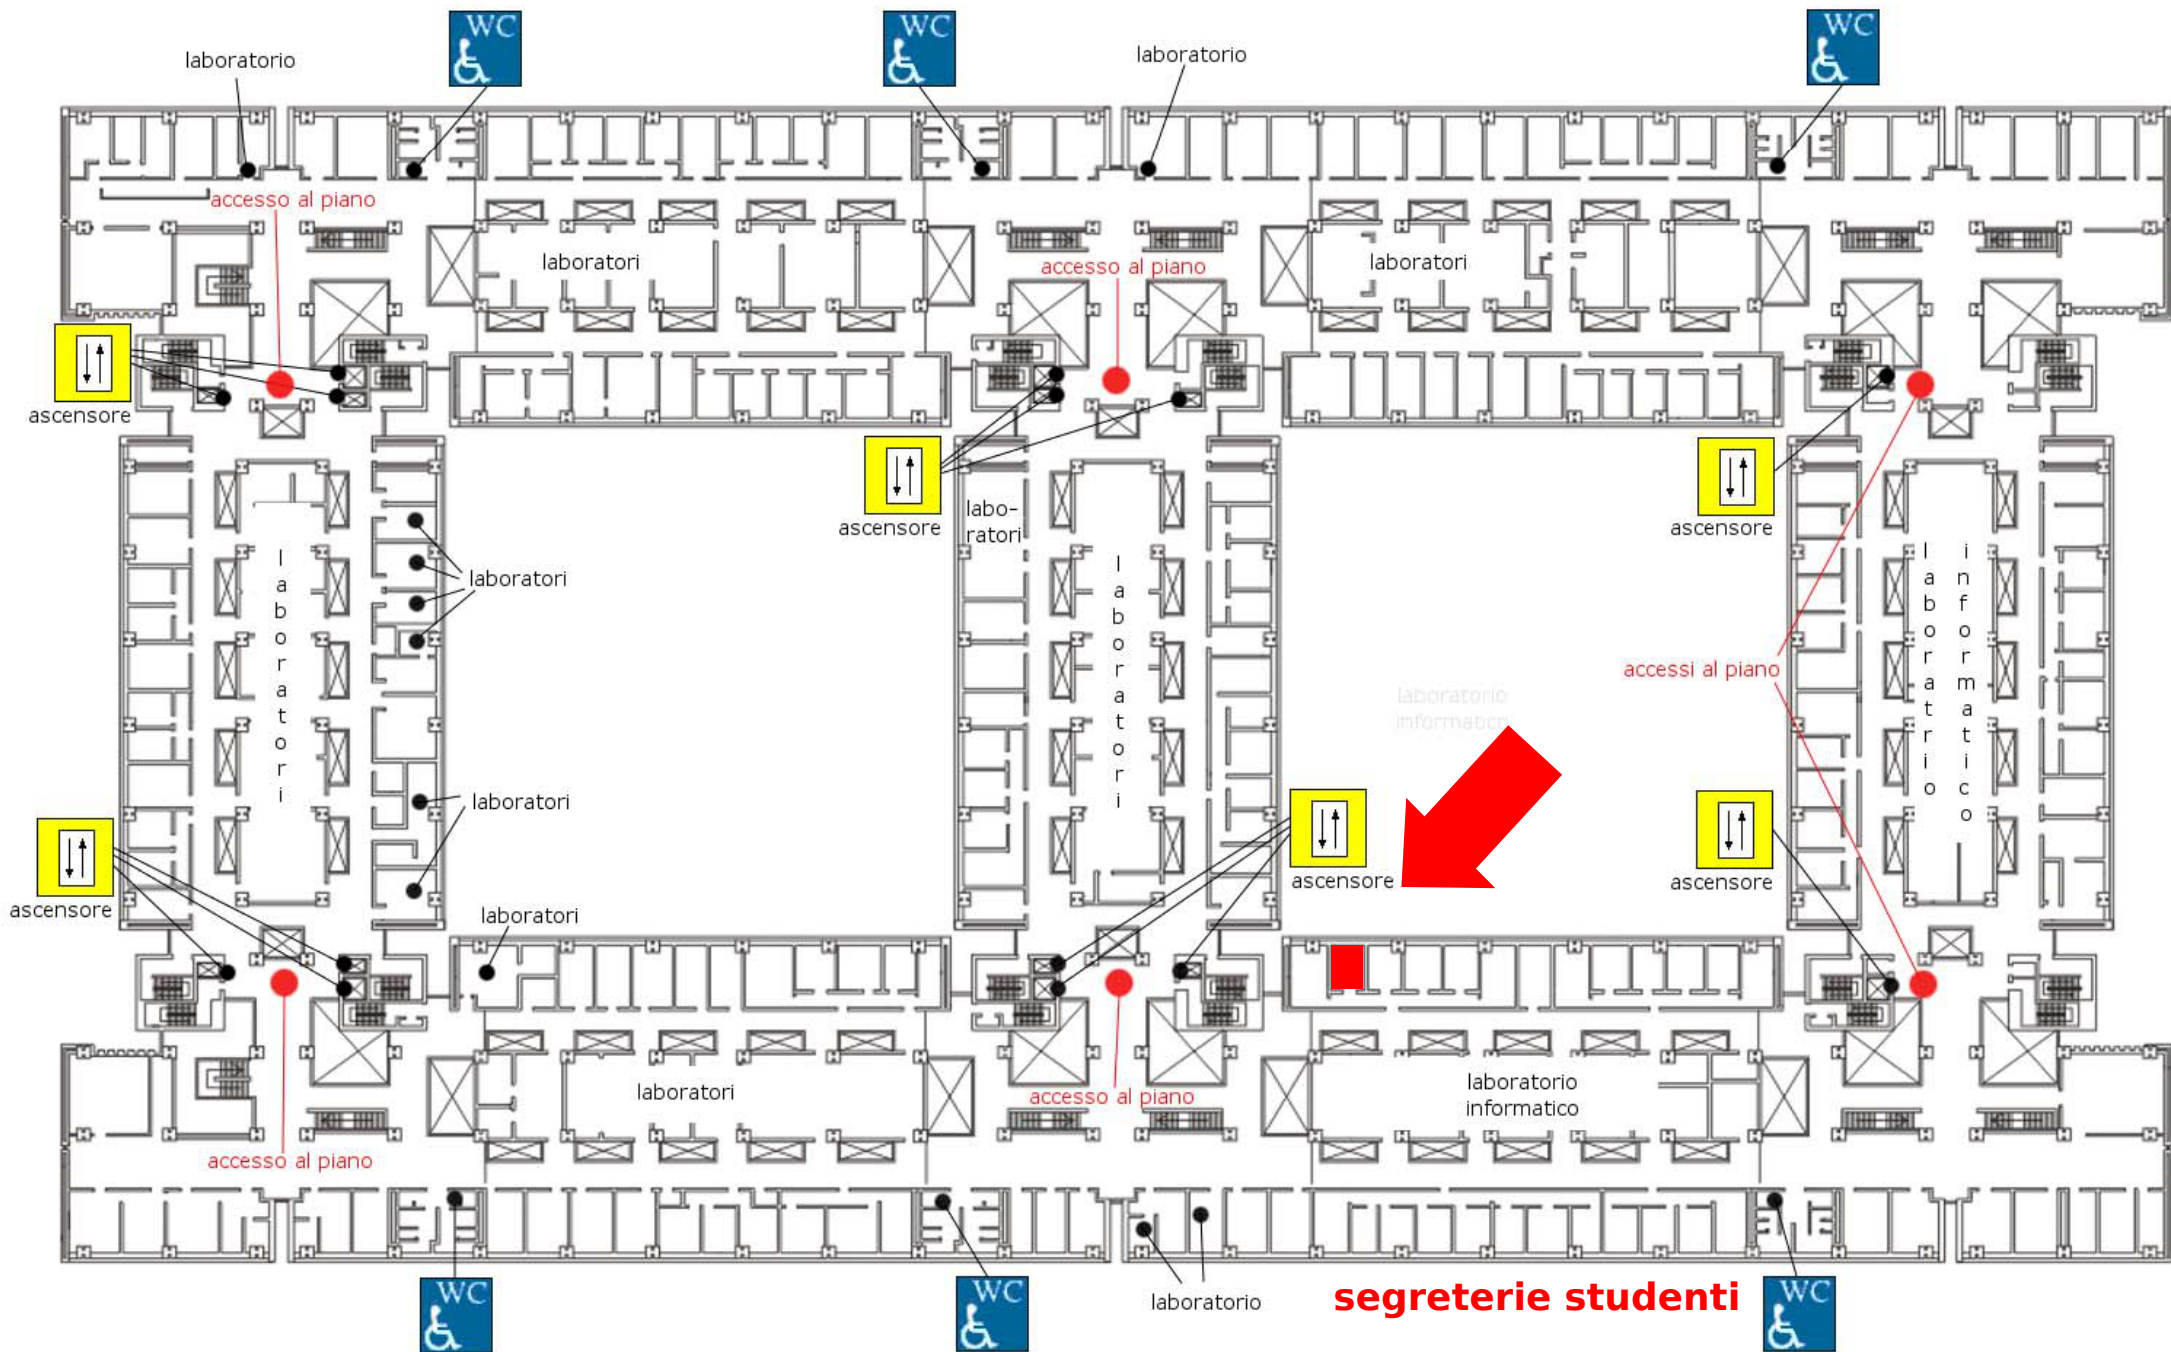 WC
WC
WC
laboratorio
laboratorio
accesso al piano
laboratori
accesso al piano
laboratori
ascensore
ascensore
labo-
ratori
ascensore
laboratori
laboratori
laboratori
laboratorio
informatico
laboratori
accessi al piano
laboratorio
informatico
laboratori
ascensore
ascensore
ascensore
laboratori
laboratori
accesso al piano
laboratorio
informatico
accesso al piano
WC
WC
laboratorio
segreterie studenti
WC